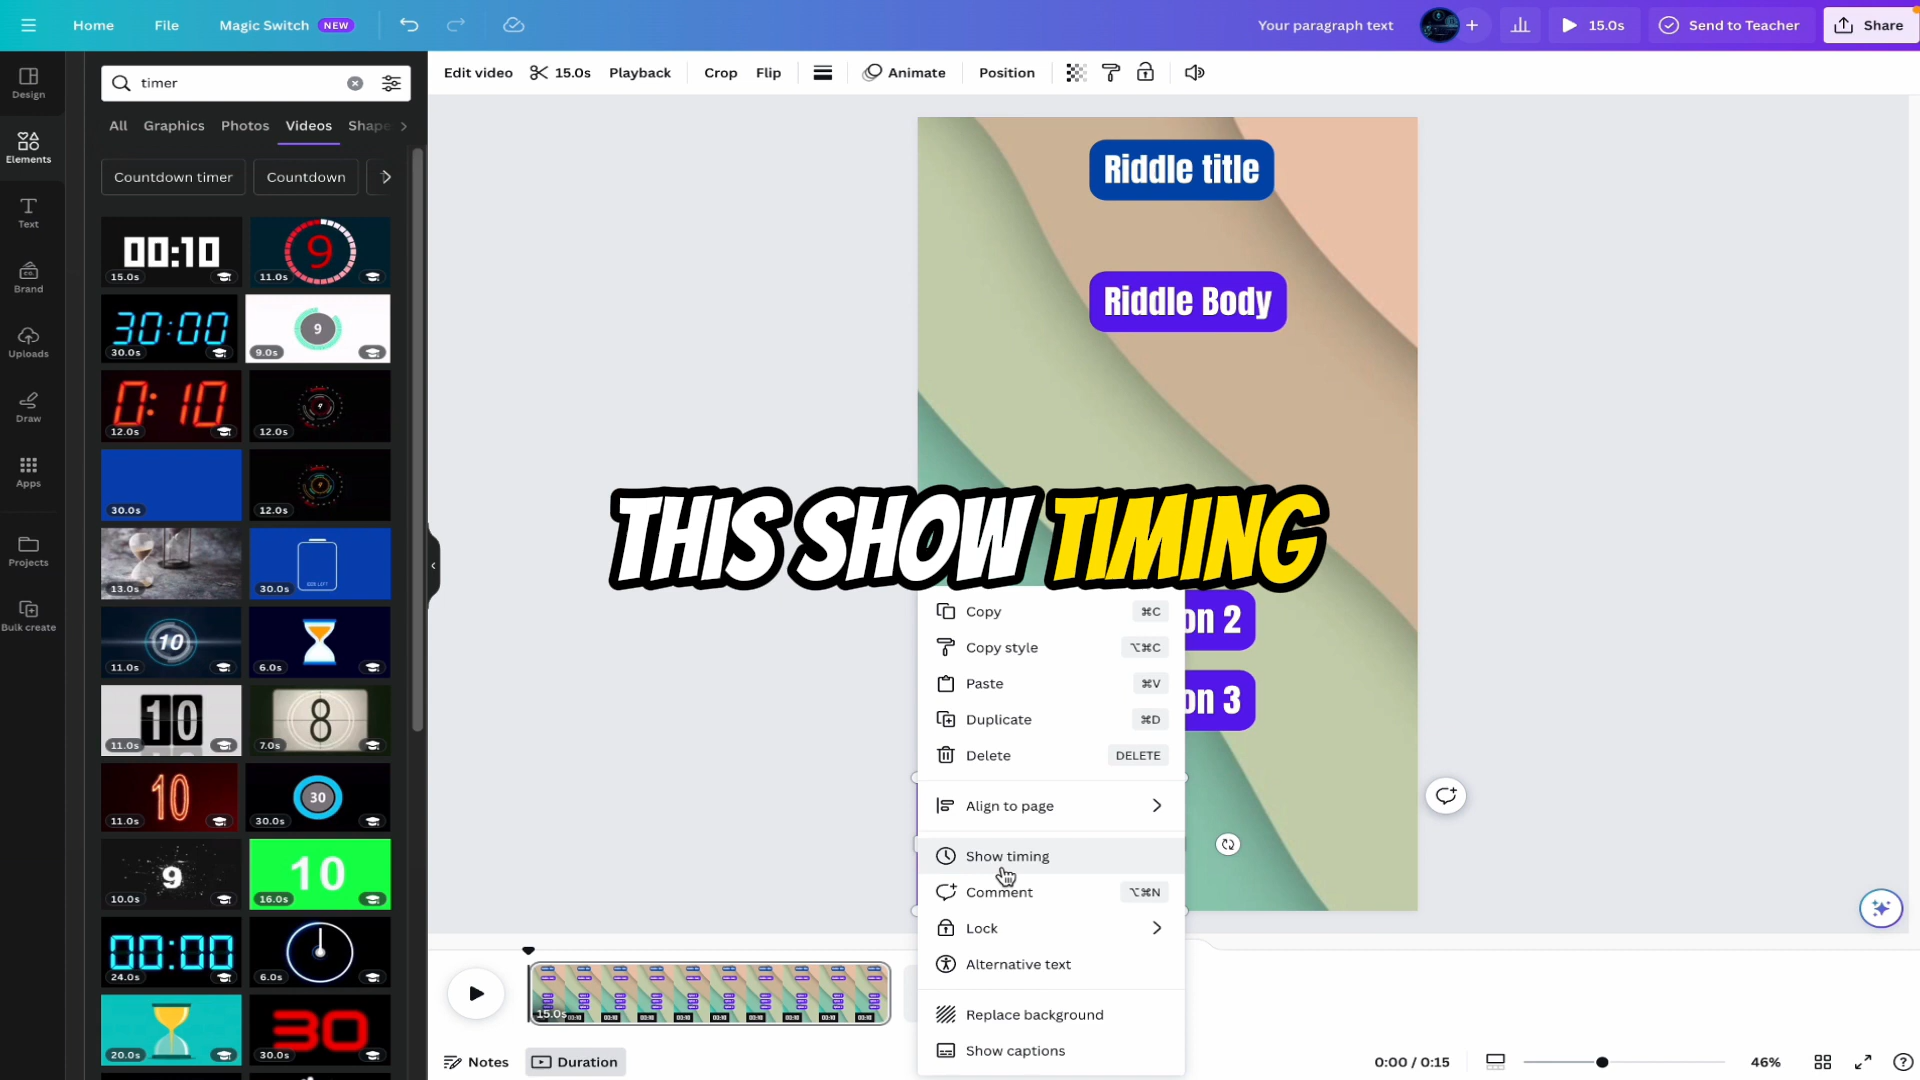 Home File Magic Switch NEW Your paragraph text 15.0s Send to Teacher Share
Edit video 15.0s Playback Crop Flip Animate Position
Design
Elements
Text
Brand
Uploads
Draw
Apps
Projects
Bulk create
timer
All Graphics Photos Videos Shape
Countdown timer Countdown
00:10 15.0s
9 11.0s
30:00 30.0s
9 9.0s
0:10 12.0s
9 12.0s
30.0s
9 12.0s
13.0s
30.0s
10 11.0s
6.0s
10 11.0s
8 7.0s
10 11.0s
30 30.0s
9 10.0s
10 16.0s
00:00 24.0s
6.0s
20.0s
30 30.0s
Riddle title
Riddle Body
THIS SHOW TIMING
on 2
on 3
Copy ⌘C
Copy style ⌥⌘C
Paste ⌘V
Duplicate ⌘D
Delete DELETE
Align to page
Show timing
Comment ⌥⌘N
Lock
Alternative text
Replace background
Show captions
15.0s
Notes Duration 0:00 / 0:15 46%